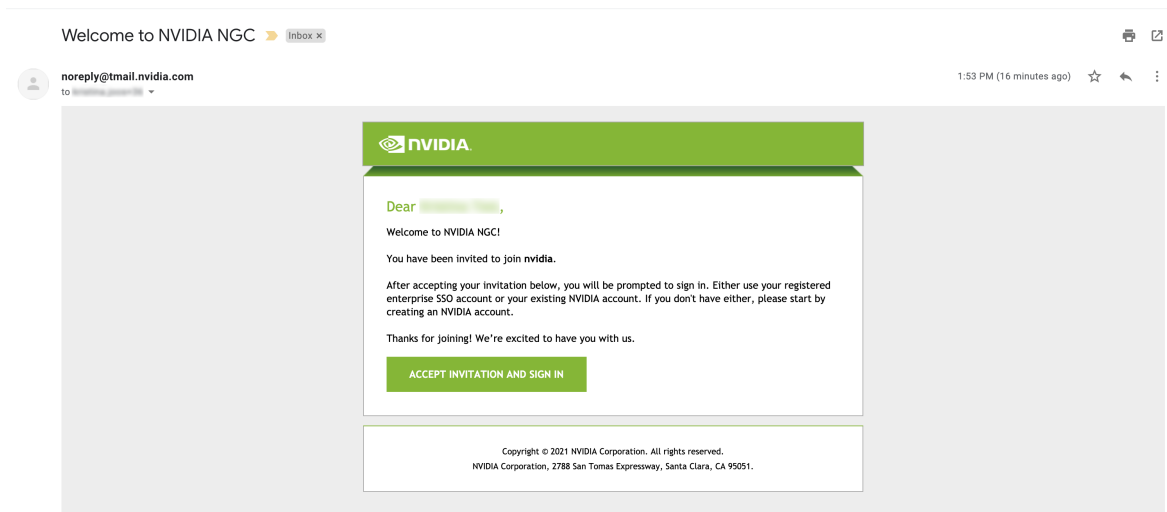 Welcome to NVIDIA NGC
Inbox ×
noreply@tmail.nvidia.com
1:53 PM (16 minutes ago)
to
NVIDIA.
Dear ,
Welcome to NVIDIA NGC!
You have been invited to join nvidia.
After accepting your invitation below, you will be prompted to sign in. Either use your registered
enterprise SSO account or your existing NVIDIA account. If you don't have either, please start by
creating an NVIDIA account.
Thanks for joining! We're excited to have you with us.
ACCEPT INVITATION AND SIGN IN
Copyright © 2021 NVIDIA Corporation. All rights reserved.
NVIDIA Corporation, 2788 San Tomas Expressway, Santa Clara, CA 95051.